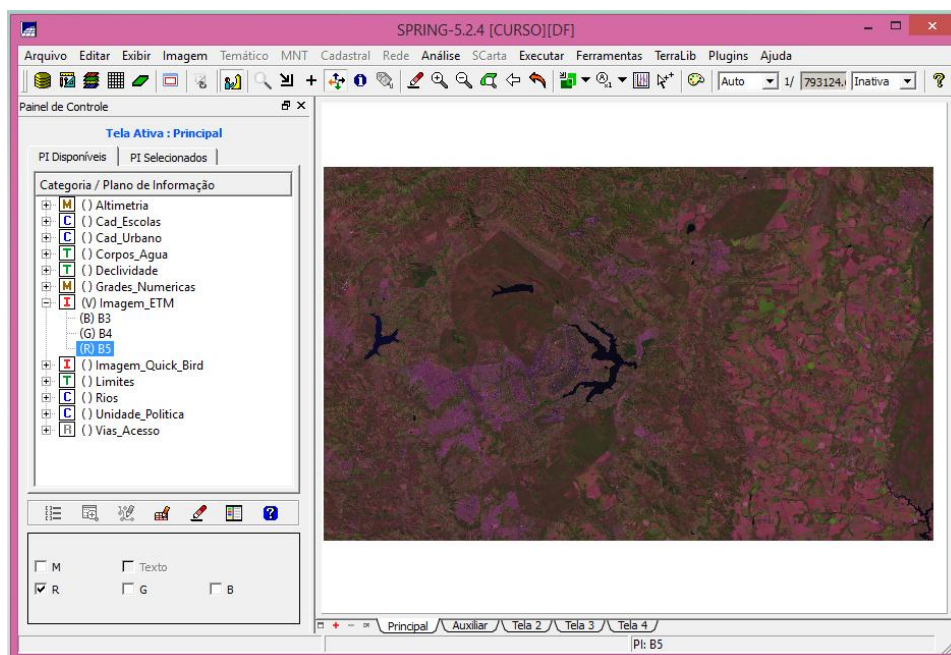 SPRING-5.2.4 [CURSO][DF]
Arquivo Editar Exibir Imagem Temático MNT Cadastral Rede Análise SCarta Executar Ferramentas TerraLib Plugins Ajuda
Auto 1/ 793124. Inativa
Painel de Controle
Tela Ativa : Principal
PI Disponíveis PI Selecionados
Categoria / Plano de Informação
M () Altimetria
C () Cad_Escolas
C () Cad_Urbano
T () Corpos_Agua
T () Declividade
M () Grades_Numericas
I (V) Imagem_ETM
(B) B3
(G) B4
(R) B5
I () Imagem_Quick_Bird
T () Limites
C () Rios
C () Unidade_Politica
R () Vias_Acesso
M Texto
R G B
Principal Auxiliar Tela 2 Tela 3 Tela 4
PI: B5